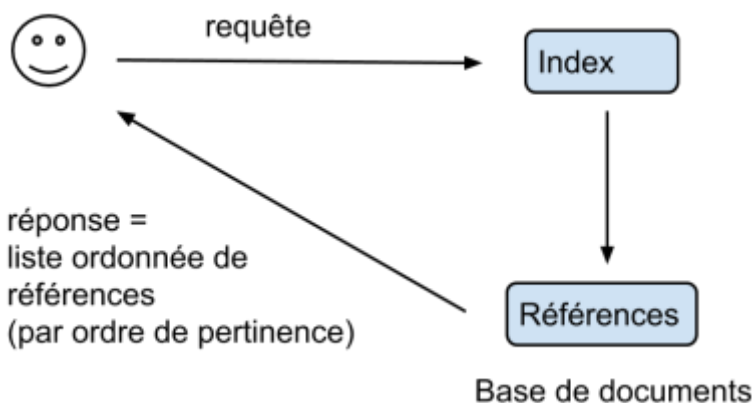 requête
Index
réponse =
liste ordonnée de
références
(par ordre de pertinence)
Références
Base de documents